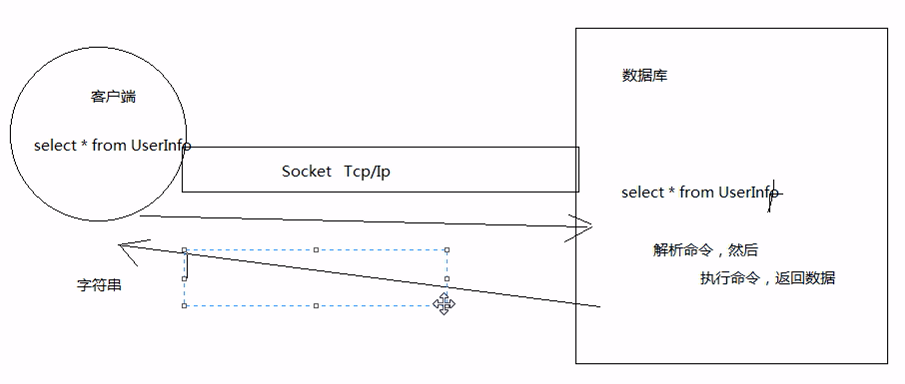 客户端
select * from UserInfo
Socket Tcp/Ip
数据库
select * from UserInfo
解析命令，然后
执行命令，返回数据
字符串